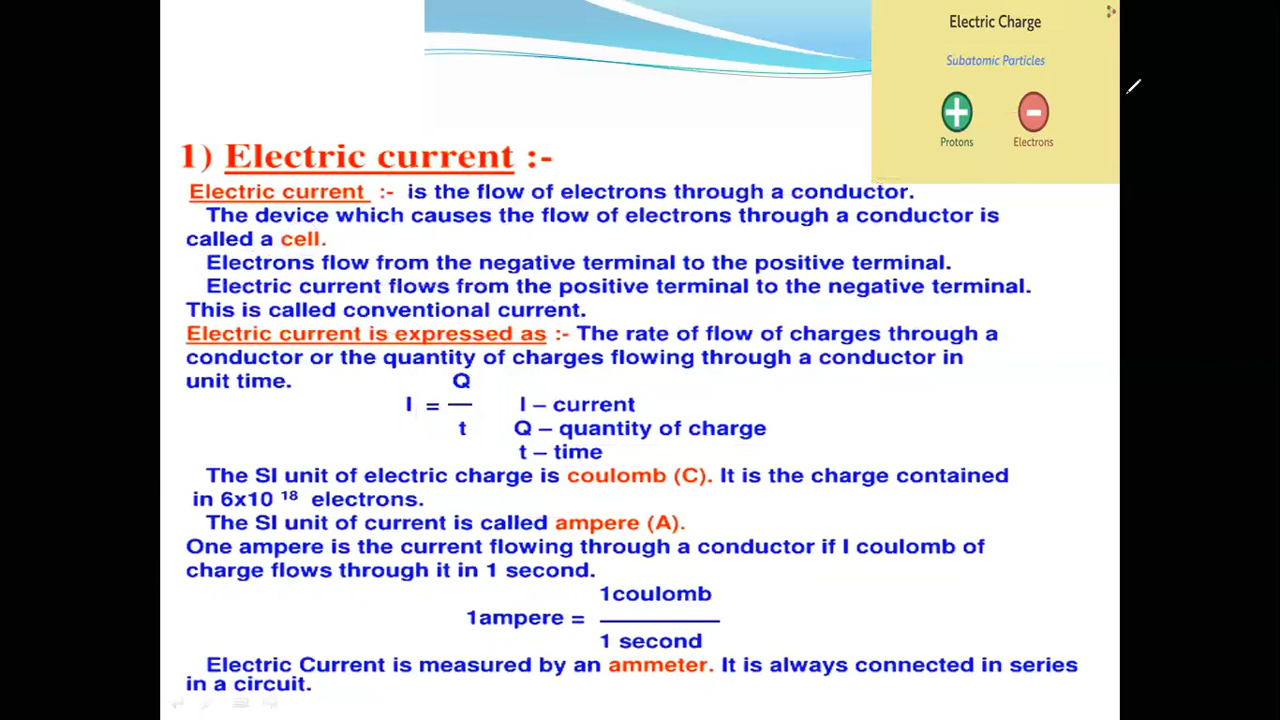 Electric Charge
Subatomic Particles
+ -
Protons Electrons
1) Electric current :-
Electric current :- is the flow of electrons through a conductor.
The device which causes the flow of electrons through a conductor is
called a cell.
Electrons flow from the negative terminal to the positive terminal.
Electric current flows from the positive terminal to the negative terminal.
This is called conventional current.
Electric current is expressed as :- The rate of flow of charges through a
conductor or the quantity of charges flowing through a conductor in
unit time.
Q
I = — I – current
t Q – quantity of charge
t – time
The SI unit of electric charge is coulomb (C). It is the charge contained
in 6x10 18 electrons.
The SI unit of current is called ampere (A).
One ampere is the current flowing through a conductor if I coulomb of
charge flows through it in 1 second.
1coulomb
1ampere =
1 second
Electric Current is measured by an ammeter. It is always connected in series
in a circuit.